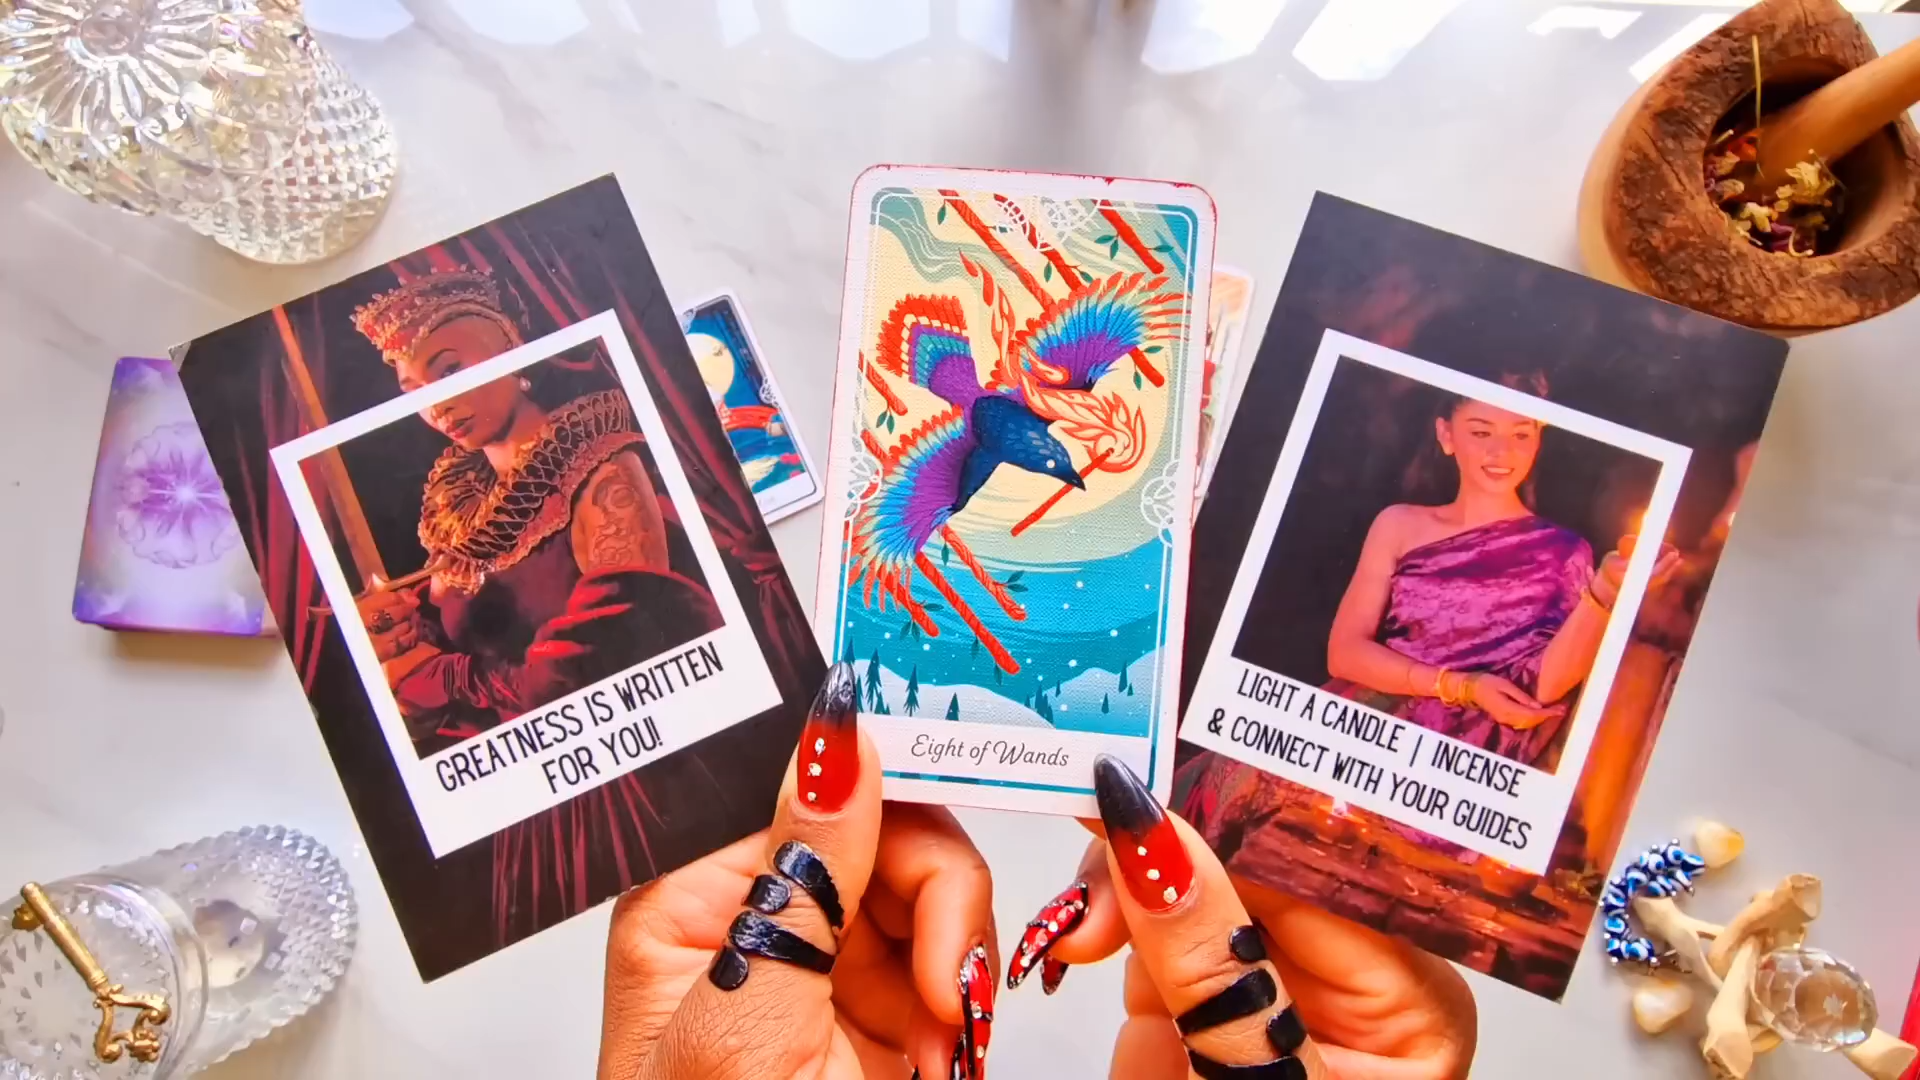 GREATNESS IS WRITTEN
FOR YOU!
Eight of Wands
LIGHT A CANDLE | INCENSE
& CONNECT WITH YOUR GUIDES